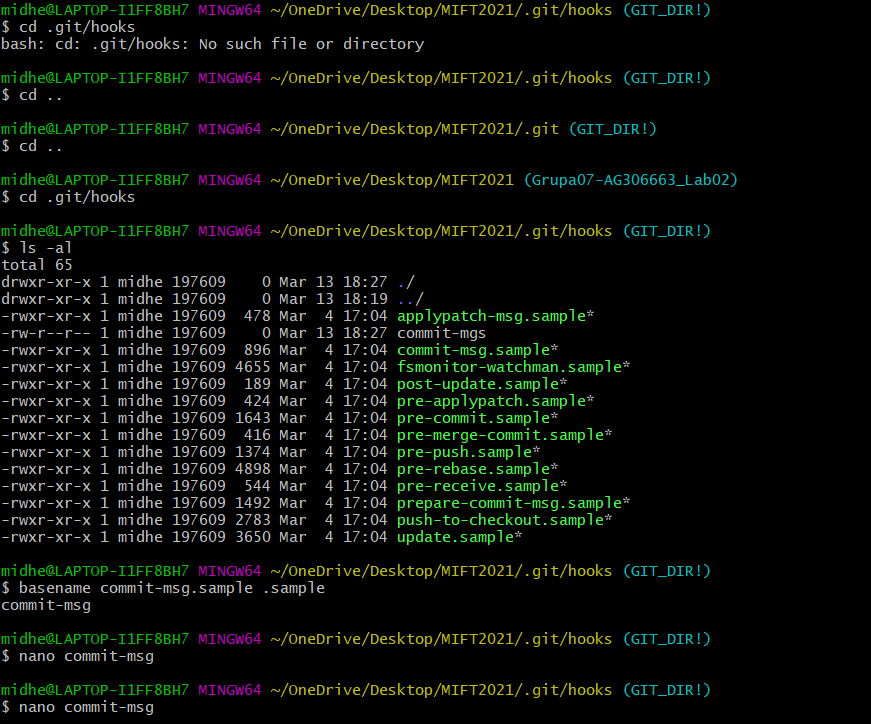 midhe@LAPTOP-I1FF8BH7 MINGW64 ~/OneDrive/Desktop/MIFT2021/.git/hooks (GIT_DIR!)
$ cd .git/hooks
bash: cd: .git/hooks: No such file or directory
midhe@LAPTOP-I1FF8BH7 MINGW64 ~/OneDrive/Desktop/MIFT2021/.git/hooks (GIT_DIR!)
$ cd ..
midhe@LAPTOP-I1FF8BH7 MINGW64 ~/OneDrive/Desktop/MIFT2021/.git (GIT_DIR!)
$ cd ..
midhe@LAPTOP-I1FF8BH7 MINGW64 ~/OneDrive/Desktop/MIFT2021 (Grupa07-AG306663_Lab02)
$ cd .git/hooks
midhe@LAPTOP-I1FF8BH7 MINGW64 ~/OneDrive/Desktop/MIFT2021/.git/hooks (GIT_DIR!)
$ ls -al
total 65
drwxr-xr-x 1 midhe 197609    0 Mar 13 18:27 ./
drwxr-xr-x 1 midhe 197609    0 Mar 13 18:19 ../
-rwxr-xr-x 1 midhe 197609  478 Mar  4 17:04 applypatch-msg.sample*
-rw-r--r-- 1 midhe 197609    0 Mar 13 18:27 commit-mgs
-rwxr-xr-x 1 midhe 197609  896 Mar  4 17:04 commit-msg.sample*
-rwxr-xr-x 1 midhe 197609 4655 Mar  4 17:04 fsmonitor-watchman.sample*
-rwxr-xr-x 1 midhe 197609  189 Mar  4 17:04 post-update.sample*
-rwxr-xr-x 1 midhe 197609  424 Mar  4 17:04 pre-applypatch.sample*
-rwxr-xr-x 1 midhe 197609 1643 Mar  4 17:04 pre-commit.sample*
-rwxr-xr-x 1 midhe 197609  416 Mar  4 17:04 pre-merge-commit.sample*
-rwxr-xr-x 1 midhe 197609 1374 Mar  4 17:04 pre-push.sample*
-rwxr-xr-x 1 midhe 197609 4898 Mar  4 17:04 pre-rebase.sample*
-rwxr-xr-x 1 midhe 197609  544 Mar  4 17:04 pre-receive.sample*
-rwxr-xr-x 1 midhe 197609 1492 Mar  4 17:04 prepare-commit-msg.sample*
-rwxr-xr-x 1 midhe 197609 2783 Mar  4 17:04 push-to-checkout.sample*
-rwxr-xr-x 1 midhe 197609 3650 Mar  4 17:04 update.sample*
midhe@LAPTOP-I1FF8BH7 MINGW64 ~/OneDrive/Desktop/MIFT2021/.git/hooks (GIT_DIR!)
$ basename commit-msg.sample .sample
commit-msg
midhe@LAPTOP-I1FF8BH7 MINGW64 ~/OneDrive/Desktop/MIFT2021/.git/hooks (GIT_DIR!)
$ nano commit-msg
midhe@LAPTOP-I1FF8BH7 MINGW64 ~/OneDrive/Desktop/MIFT2021/.git/hooks (GIT_DIR!)
$ nano commit-msg